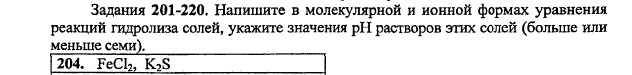 Задания 201-220. Напишите в молекулярной и ионной формах уравнения
реакций гидролиза солей, укажите значения pH растворов этих солей (больше или
меньше семи).
204. FeCl₂, K₂S